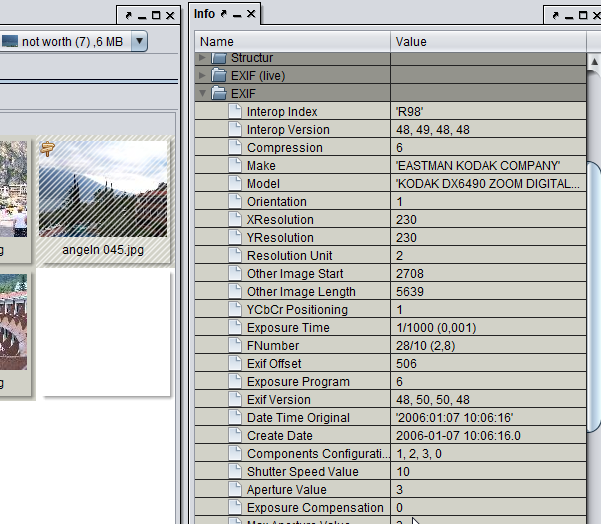 Info
not worth (7) ,6 MB
Name Value
Structur
EXIF (live)
EXIF
Interop Index 'R98'
Interop Version 48, 49, 48, 48
Compression 6
Make 'EASTMAN KODAK COMPANY'
Model 'KODAK DX6490 ZOOM DIGITAL...
Orientation 1
XResolution 230
YResolution 230
Resolution Unit 2
Other Image Start 2708
Other Image Length 5639
YCbCr Positioning 1
Exposure Time 1/1000 (0,001)
FNumber 28/10 (2,8)
Exif Offset 506
Exposure Program 6
Exif Version 48, 50, 50, 48
Date Time Original '2006:01:07 10:06:16'
Create Date 2006-01-07 10:06:16.0
Components Configurati... 1, 2, 3, 0
Shutter Speed Value 10
Aperture Value 3
Exposure Compensation 0
angeln 045.jpg
g
g